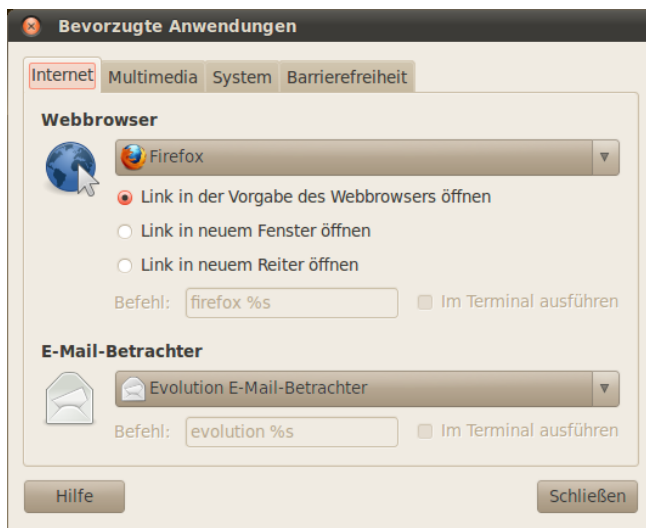 Bevorzugte Anwendungen
Internet Multimedia System Barrierefreiheit
Webbrowser
Firefox
Link in der Vorgabe des Webbrowsers öffnen
Link in neuem Fenster öffnen
Link in neuem Reiter öffnen
Befehl: firefox %s Im Terminal ausführen
E-Mail-Betrachter
Evolution E-Mail-Betrachter
Befehl: evolution %s Im Terminal ausführen
Hilfe Schließen